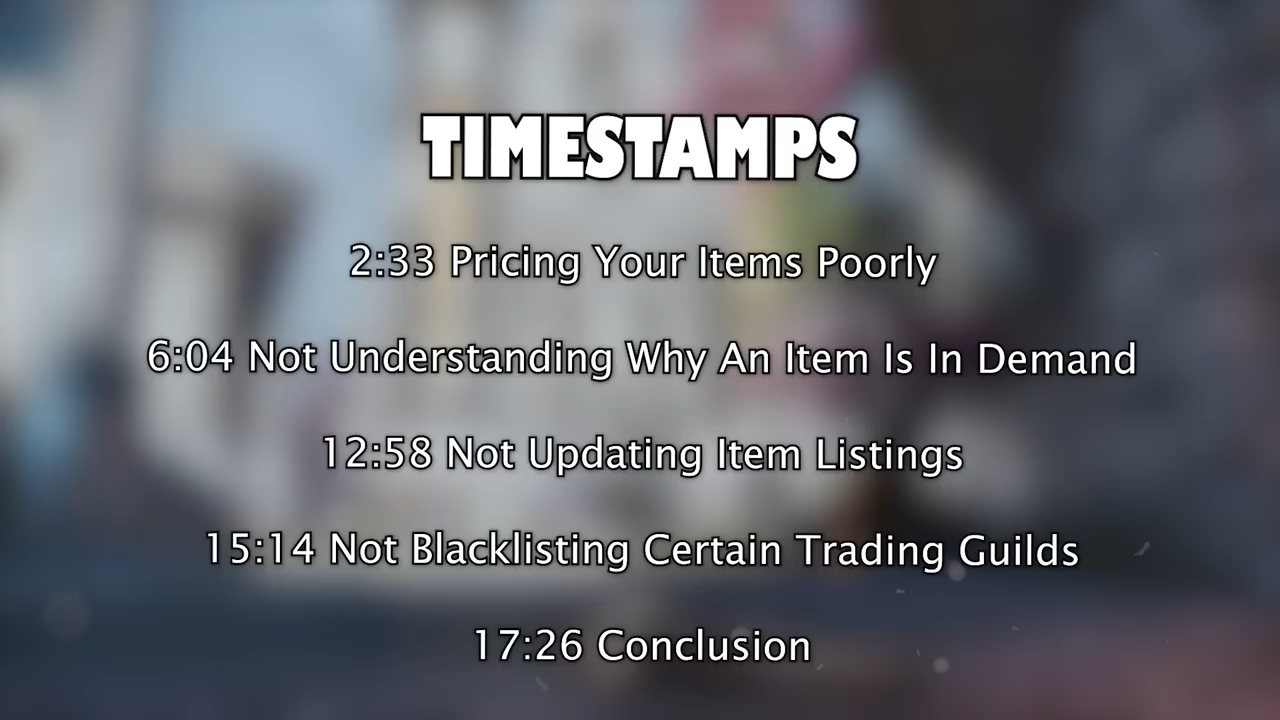 TIMESTAMPS
2:33 Pricing Your Items Poorly
6:04 Not Understanding Why An Item Is In Demand
12:58 Not Updating Item Listings
15:14 Not Blacklisting Certain Trading Guilds
17:26 Conclusion